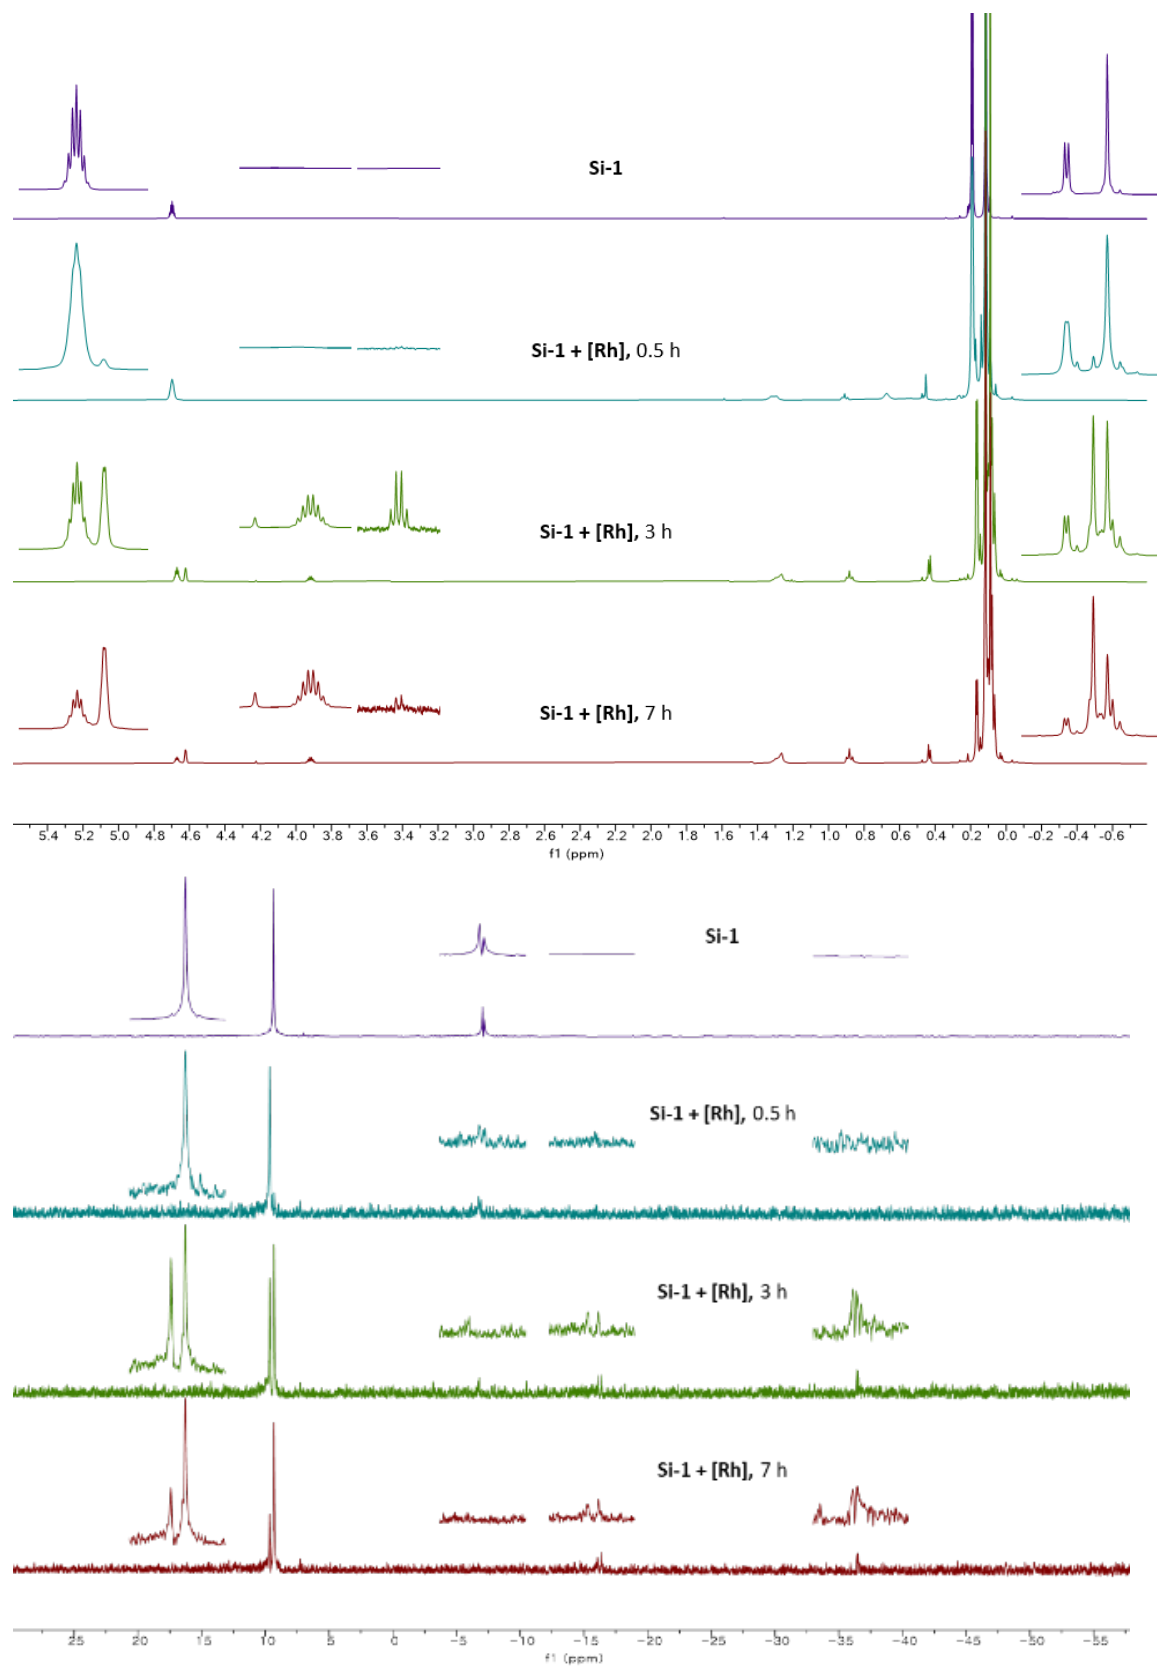 Si-1
Si-1 + [Rh], 0.5 h
Si-1 + [Rh], 3 h
Si-1 + [Rh], 7 h
5.4 5.2 5.0 4.8 4.6 4.4 4.2 4.0 3.8 3.6 3.4 3.2 3.0 2.8 2.6 2.4 2.2 2.0 1.8 1.6 1.4 1.2 1.0 0.8 0.6 0.4 0.2 0.0 -0.2 -0.4 -0.6
f1 (ppm)
Si-1
Si-1 + [Rh], 0.5 h
Si-1 + [Rh], 3 h
Si-1 + [Rh], 7 h
25 20 15 10 5 0 -5 -10 -15 -20 -25 -30 -35 -40 -45 -50 -55
f1 (ppm)